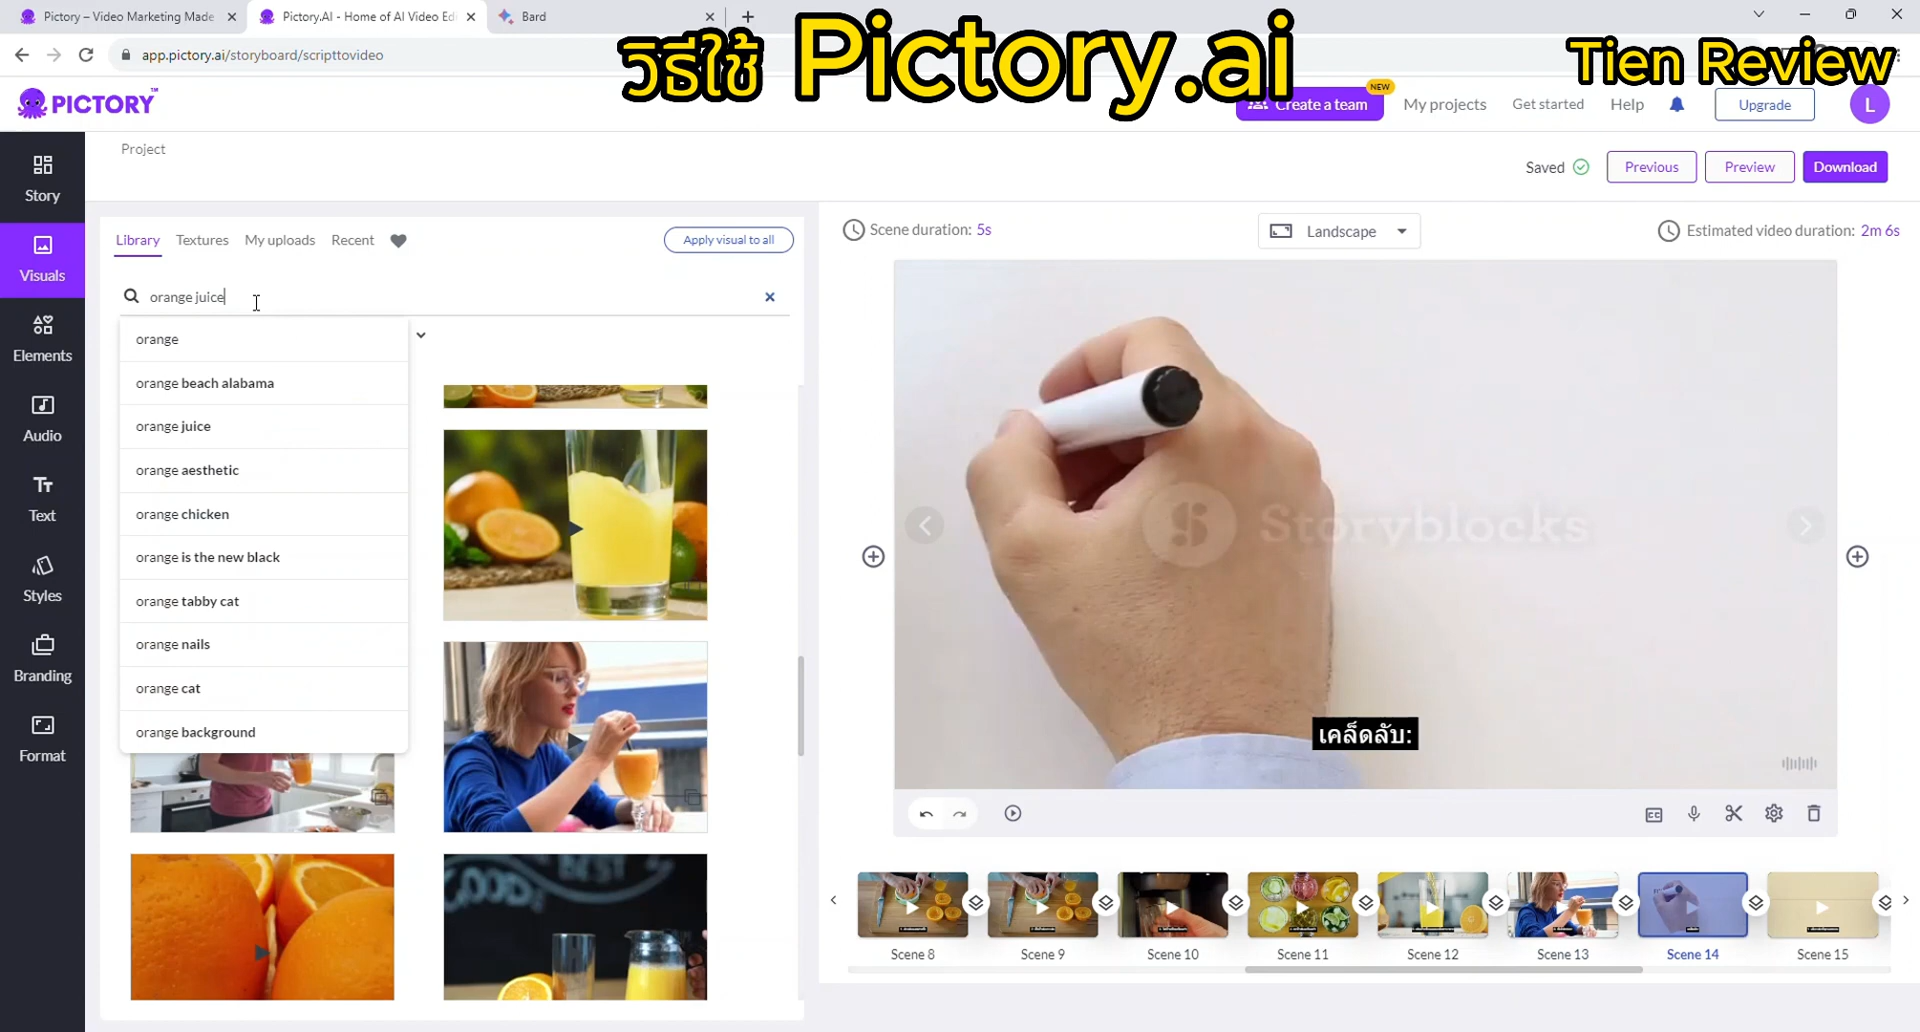 Pictory – Video Marketing Made
Pictory.AI - Home of AI Video Edi
Bard
วิธีใช้ Pictory.ai
Tien Review
app.pictory.ai/storyboard/scripttovideo
PICTORY
Create a team
NEW
My projects
Get started
Help
Upgrade
L
Project
Saved
Previous
Preview
Download
Story
Visuals
Elements
Audio
Text
Styles
Branding
Format
Library
Textures
My uploads
Recent
Apply visual to all
orange juice
orange
orange beach alabama
orange juice
orange aesthetic
orange chicken
orange is the new black
orange tabby cat
orange nails
orange cat
orange background
Scene duration: 5s
Landscape
Estimated video duration: 2m 6s
Storyblocks
เคล็ดลับ:
Scene 8
Scene 9
Scene 10
Scene 11
Scene 12
Scene 13
Scene 14
Scene 15